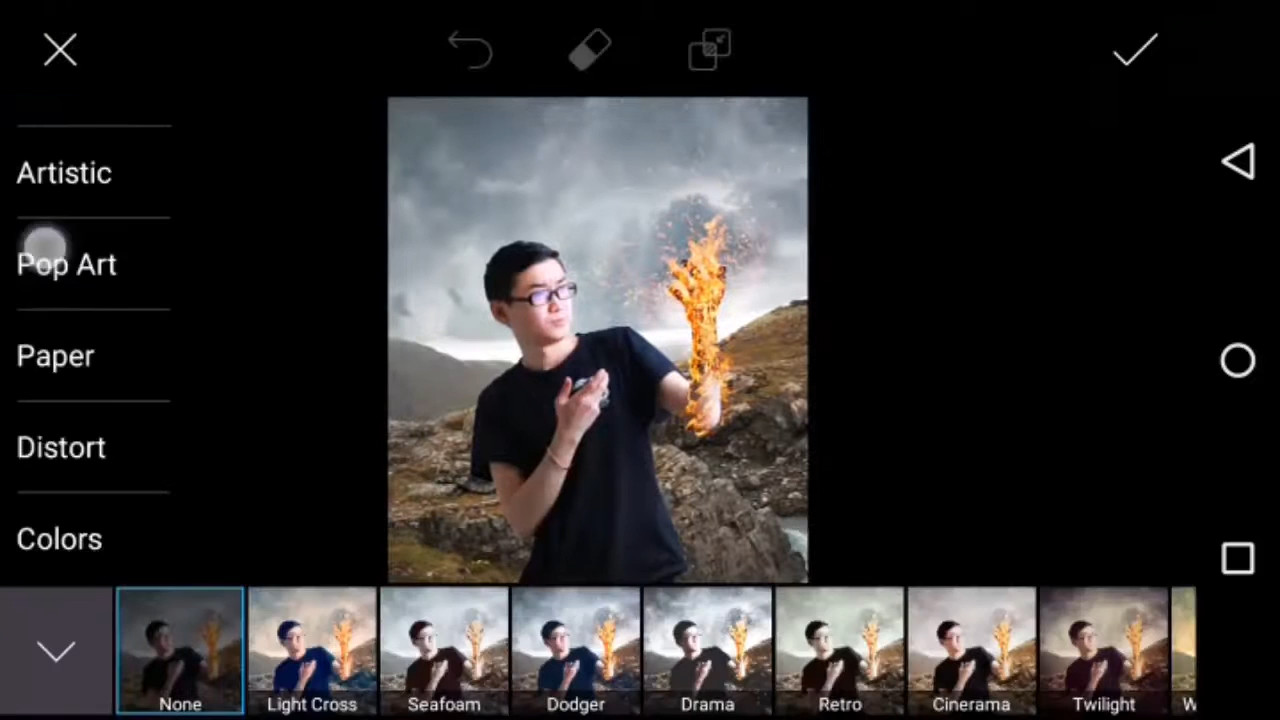 Artistic
Pop Art
Paper
Distort
Colors
None
Light Cross
Seafoam
Dodger
Drama
Retro
Cinerama
Twilight
W